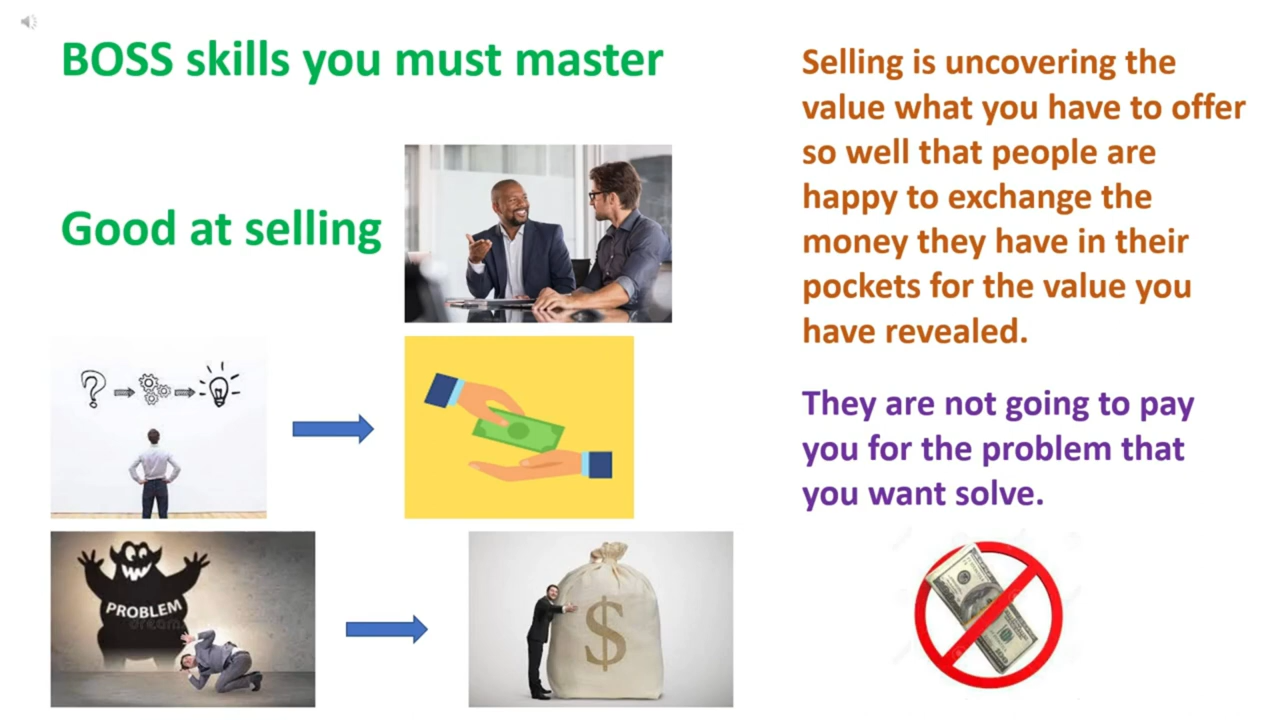 BOSS skills you must master
Good at selling
PROBLEM
$
Selling is uncovering the
value what you have to offer
so well that people are
happy to exchange the
money they have in their
pockets for the value you
have revealed.
They are not going to pay
you for the problem that
you want solve.